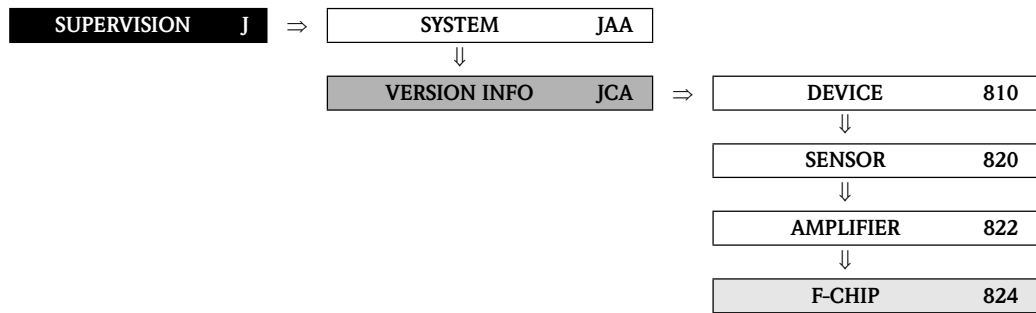 SUPERVISION J ⇒ SYSTEM JAA
⇓
VERSION INFO JCA ⇒ DEVICE 810
⇓
SENSOR 820
⇓
AMPLIFIER 822
⇓
F-CHIP 824